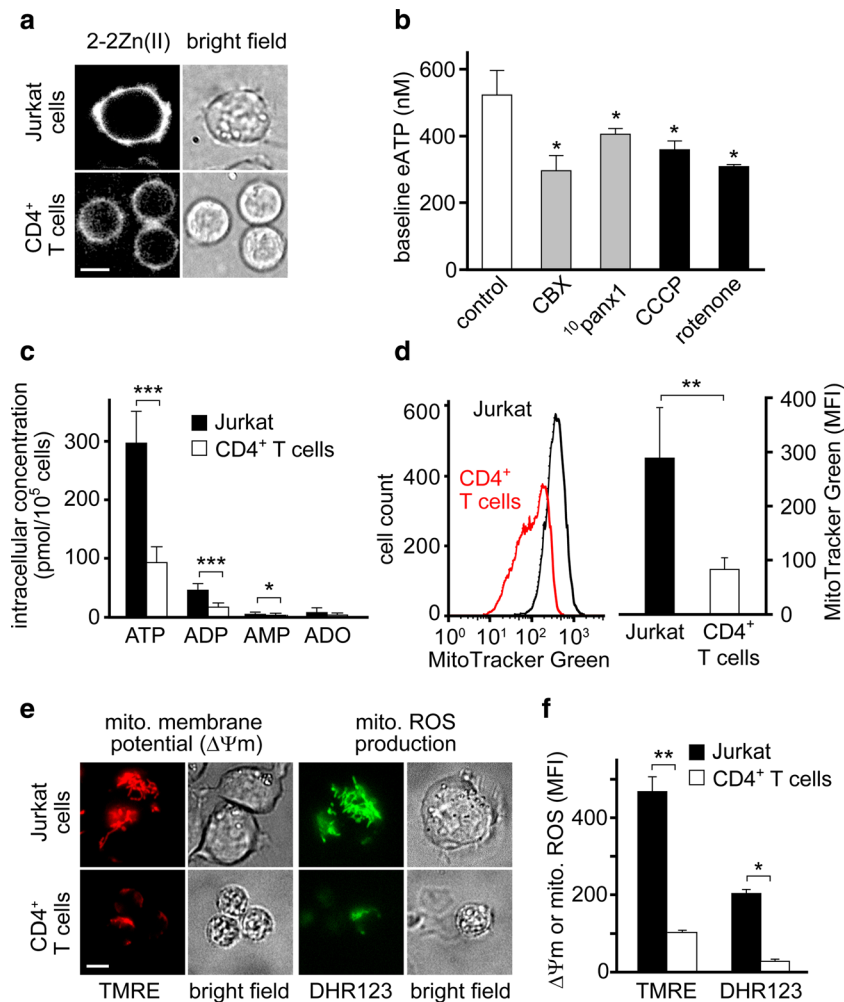 a
2-2Zn(II) bright field
Jurkat
cells
CD4+
T cells
b
baseline eATP (nM)
600
400
200
0
* * * *
control CBX 10panx1 CCCP rotenone
c
intracellular concentration
(pmol/10⁵ cells)
300
200
100
0
***
***
*
Jurkat
CD4+ T cells
ATP ADP AMP ADO
d
cell count
600
400
200
0
Jurkat
CD4+
T cells
10⁰ 10¹ 10² 10³
MitoTracker Green
**
400
300
200
100
0
MitoTracker Green (MFI)
Jurkat CD4+
T cells
e
mito. membrane
potential (ΔΨm)
mito. ROS
production
Jurkat
cells
CD4+
T cells
TMRE bright field DHR123 bright field
f
ΔΨm or mito. ROS (MFI)
400
200
0
**
*
Jurkat
CD4+ T cells
TMRE DHR123